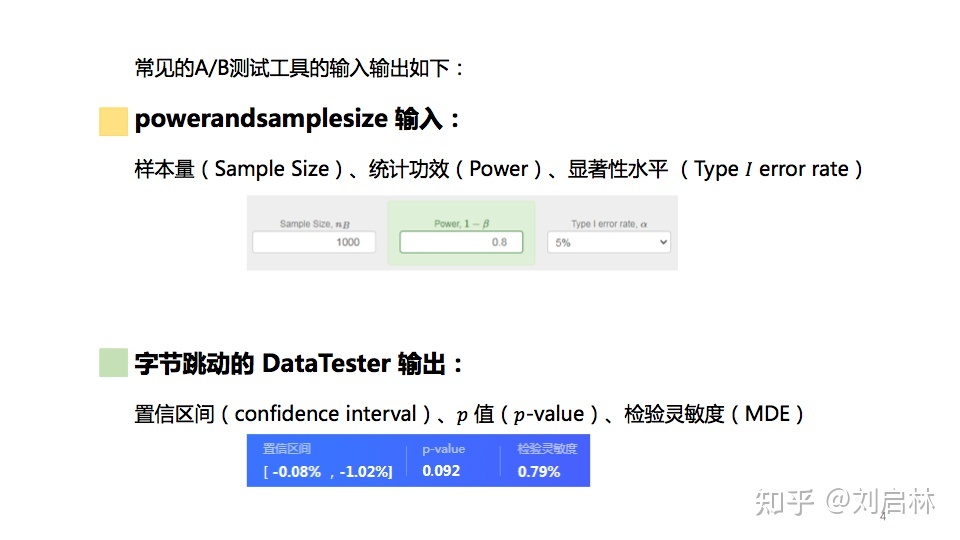 常见的A/B测试工具的输入输出如下：
powerandsamplesize 输入：
样本量（Sample Size）、统计功效（Power）、显著性水平 （Type I error rate）
Sample Size, nB Power, 1 − β Type I error rate, α
1000 0.8 5%
字节跳动的 DataTester 输出：
置信区间（confidence interval）、p 值（p-value）、检验灵敏度（MDE）
置信区间 p-value 检验灵敏度
[ -0.08% ，-1.02%] 0.092 0.79%
知乎 @刘启林
4